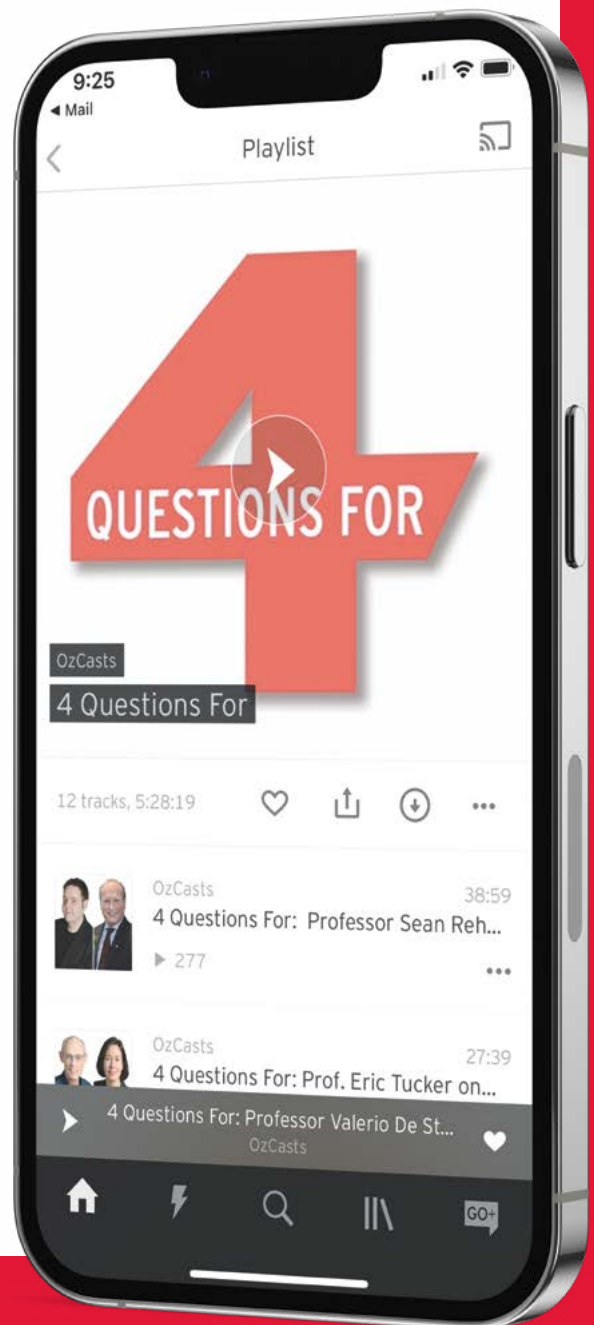 9:25
Mail
Playlist
4
QUESTIONS FOR
OzCasts
4 Questions For
12 tracks, 5:28:19
OzCasts
38:59
4 Questions For: Professor Sean Reh...
277
OzCasts
27:39
4 Questions For: Prof. Eric Tucker on...
4 Questions For: Professor Valerio De St...
OzCasts
GO+